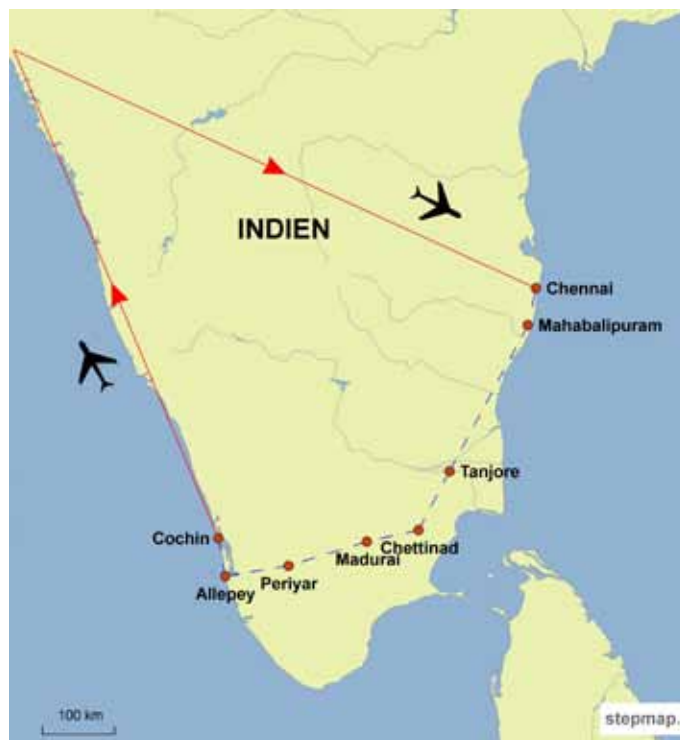 INDIEN
Chennai
Mahabalipuram
Tanjore
Cochin
Chettinad
Madurai
Periyar
Allepey
100 km
stepmap.